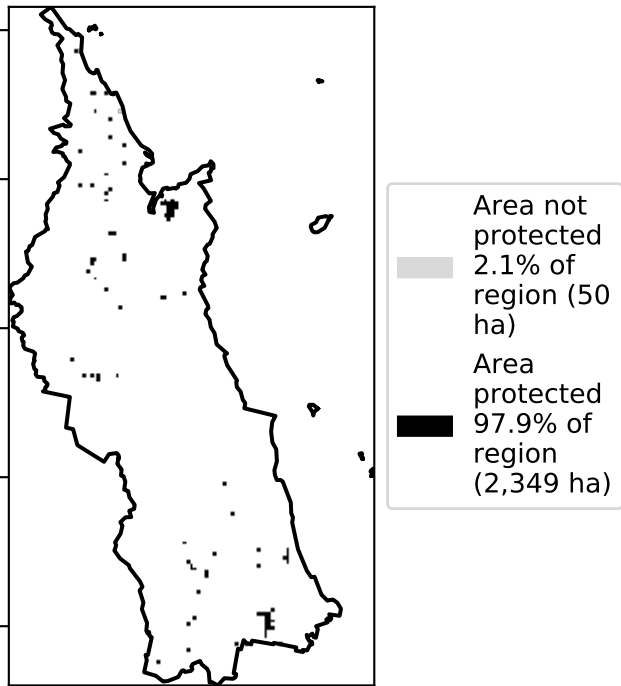 Area not
protected
2.1% of
region (50
ha)
Area
protected
97.9% of
region
(2,349 ha)